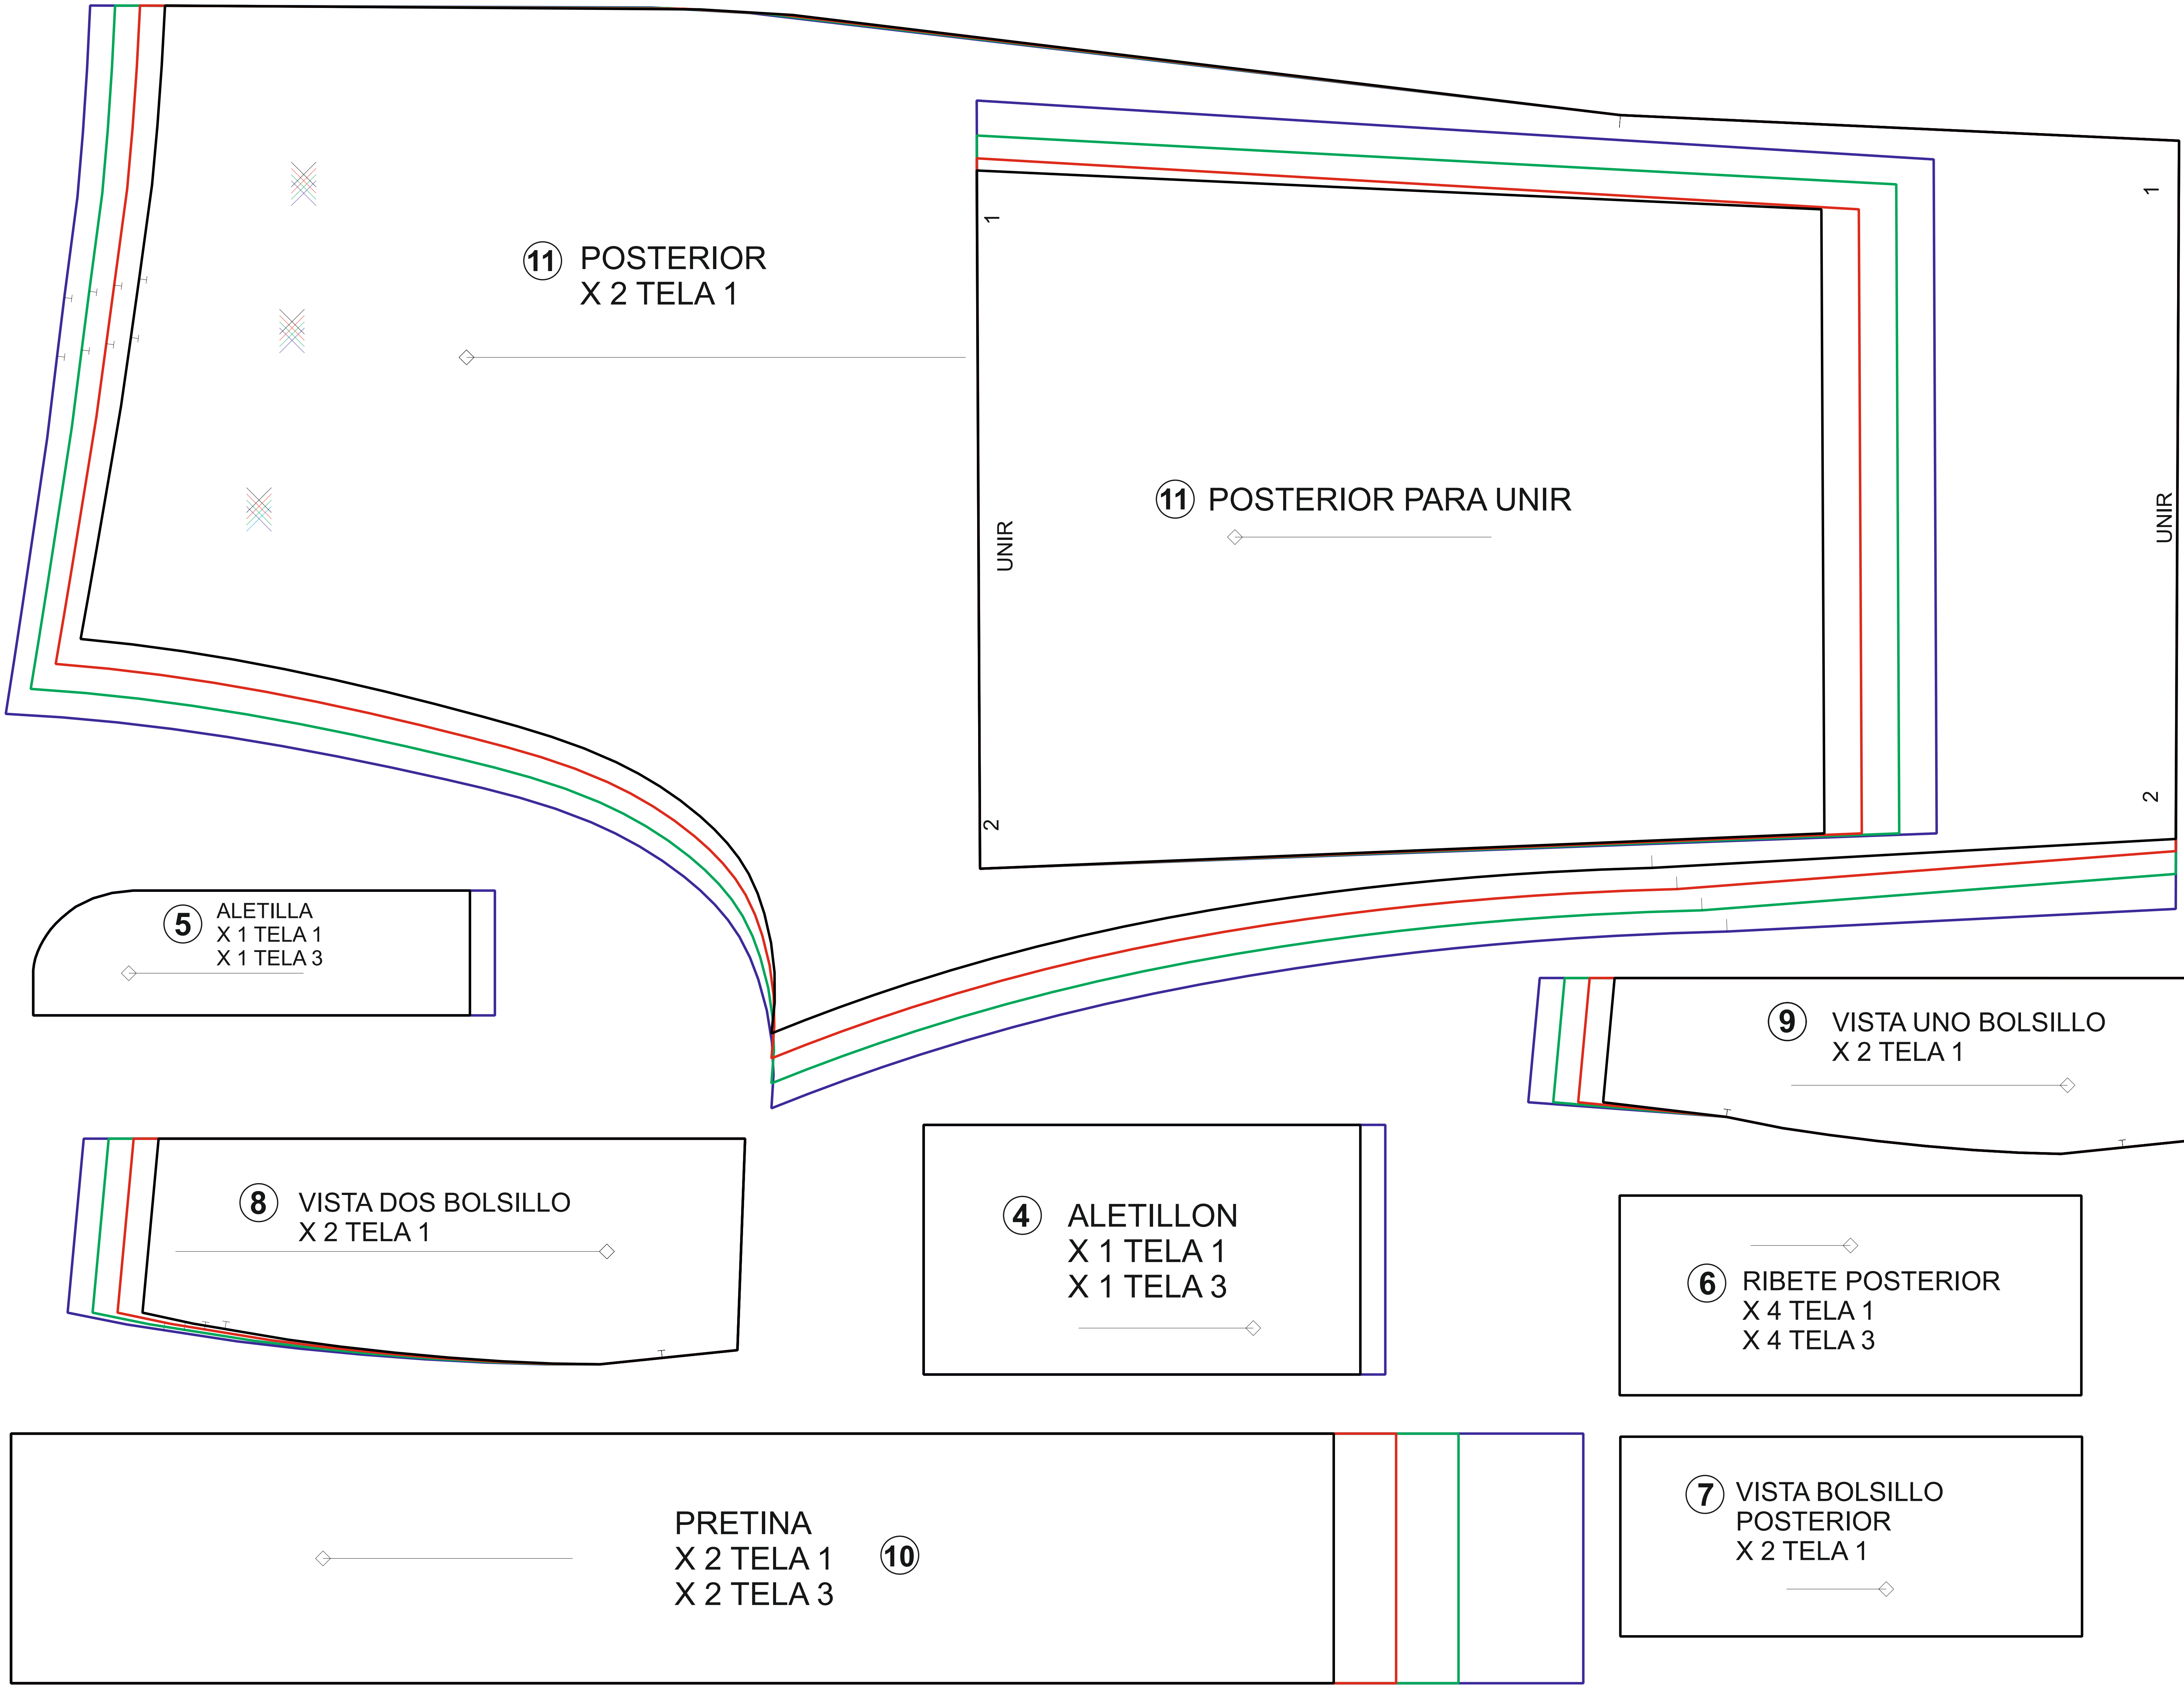 11 POSTERIOR
X 2 TELA 1
1
UNIR
2
11 POSTERIOR PARA UNIR
1
UNIR
2
5 ALETILLA
X 1 TELA 1
X 1 TELA 3
9 VISTA UNO BOLSILLO
X 2 TELA 1
8 VISTA DOS BOLSILLO
X 2 TELA 1
4 ALETILLON
X 1 TELA 1
X 1 TELA 3
6 RIBETE POSTERIOR
X 4 TELA 1
X 4 TELA 3
PRETINA
X 2 TELA 1 10
X 2 TELA 3
7 VISTA BOLSILLO
POSTERIOR
X 2 TELA 1